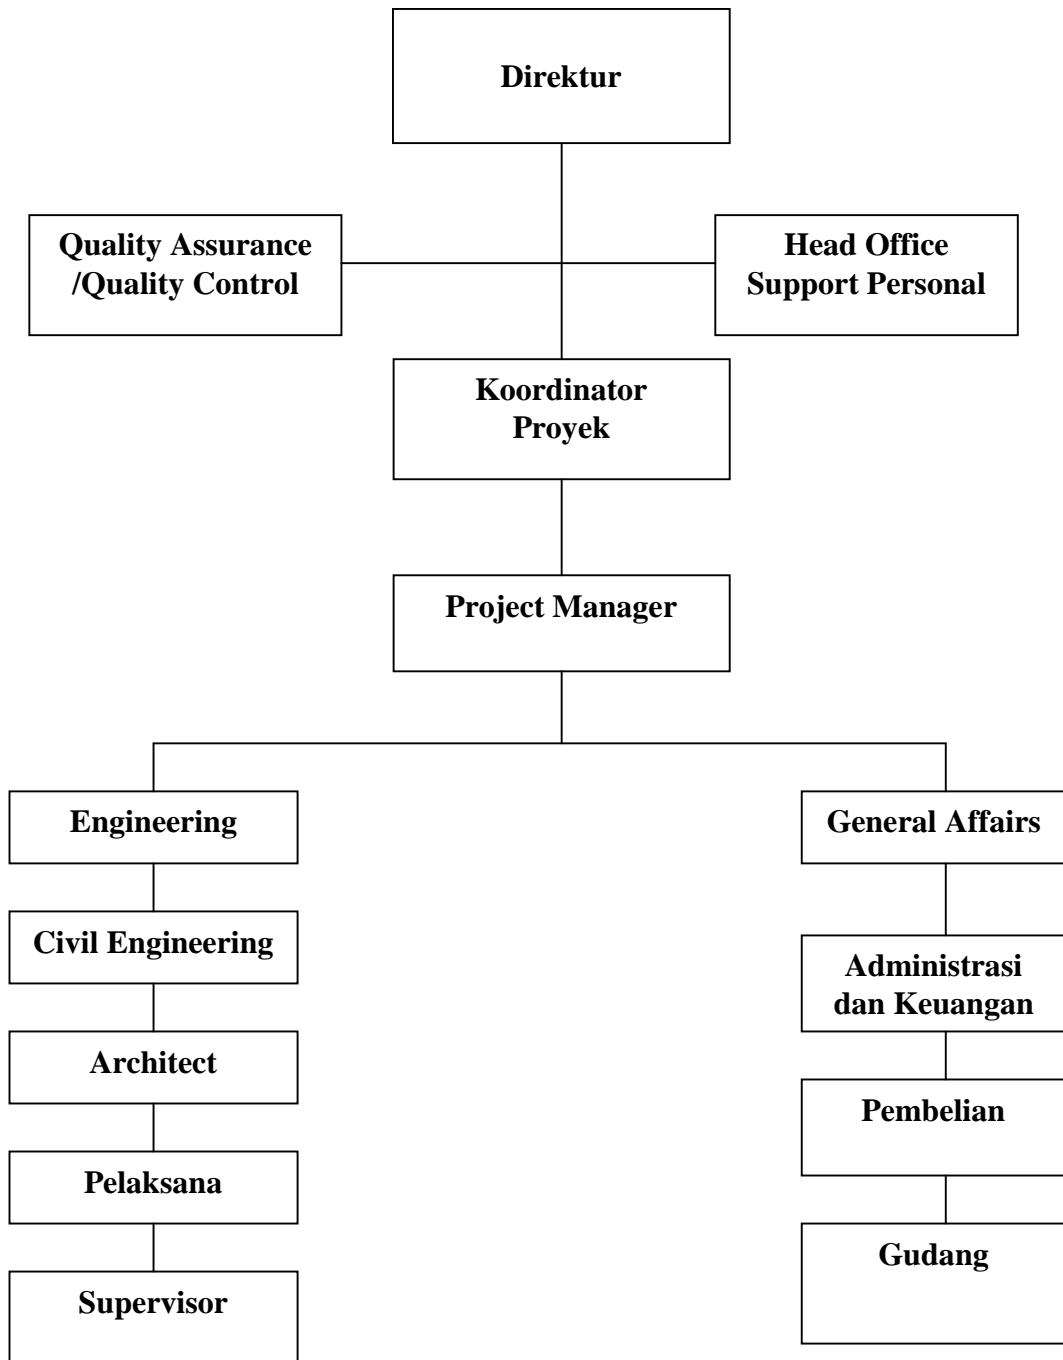 Direktur
Quality Assurance
/Quality Control
Head Office
Support Personal
Koordinator
Proyek
Project Manager
Engineering
General Affairs
Civil Engineering
Administrasi
dan Keuangan
Architect
Pembelian
Pelaksana
Gudang
Supervisor